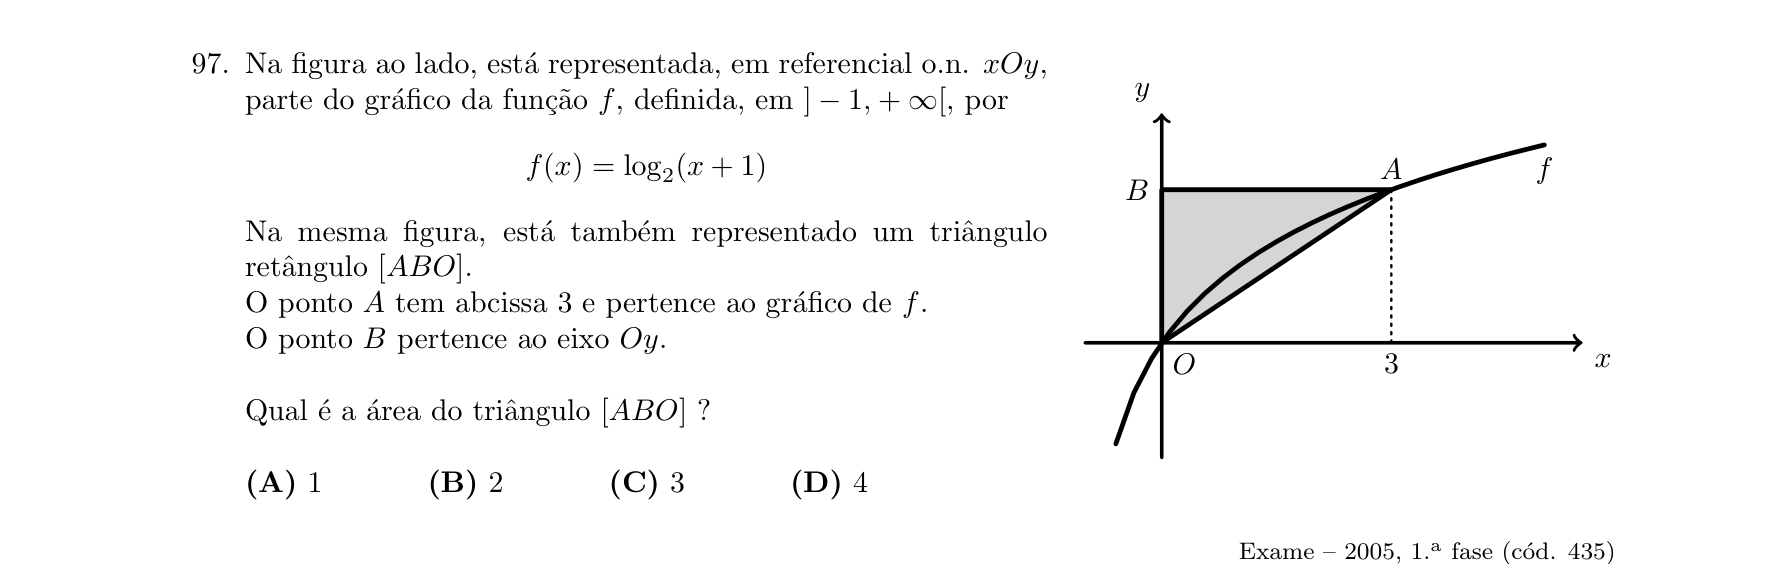 97. Na figura ao lado, está representada, em referencial o.n. xOy,
parte do gráfico da função f, definida, em ] − 1, + ∞[, por
f(x) = log₂(x + 1)
Na mesma figura, está também representado um triângulo
retângulo [ABO].
O ponto A tem abcissa 3 e pertence ao gráfico de f.
O ponto B pertence ao eixo Oy.
Qual é a área do triângulo [ABO] ?
(A) 1 (B) 2 (C) 3 (D) 4
y
A
f
B
O
3
x
Exame – 2005, 1.ª fase (cód. 435)